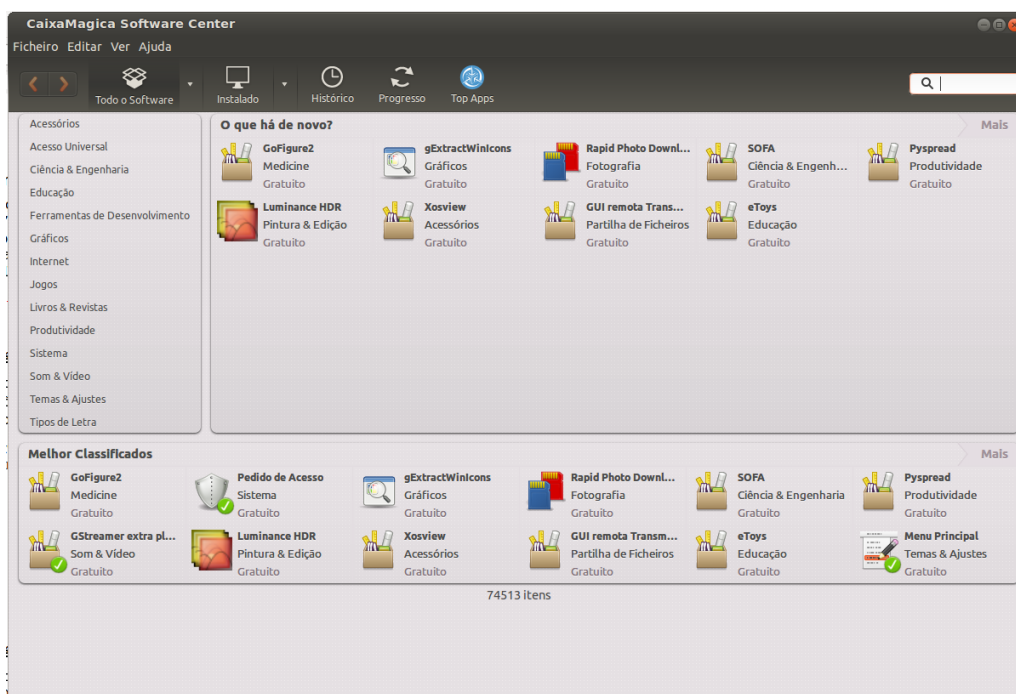 CaixaMagica Software Center
Ficheiro Editar Ver Ajuda
Todo o Software
Instalado
Histórico
Progresso
Top Apps
Acessórios
Acesso Universal
Ciência & Engenharia
Educação
Ferramentas de Desenvolvimento
Gráficos
Internet
Jogos
Livros & Revistas
Produtividade
Sistema
Som & Vídeo
Temas & Ajustes
Tipos de Letra
O que há de novo?
Mais
GoFigure2
Medicine
Gratuito
gExtractWinIcons
Gráficos
Gratuito
Rapid Photo Downl...
Fotografia
Gratuito
SOFA
Ciência & Engenh...
Gratuito
Pyspread
Produtividade
Gratuito
Luminance HDR
Pintura & Edição
Gratuito
Xosview
Acessórios
Gratuito
GUI remota Trans...
Partilha de Ficheiros
Gratuito
eToys
Educação
Gratuito
Melhor Classificados
Mais
GoFigure2
Medicine
Gratuito
Pedido de Acesso
Sistema
Gratuito
gExtractWinIcons
Gráficos
Gratuito
Rapid Photo Downl...
Fotografia
Gratuito
SOFA
Ciência & Engenharia
Gratuito
Pyspread
Produtividade
Gratuito
GStreamer extra pl...
Som & Vídeo
Gratuito
Luminance HDR
Pintura & Edição
Gratuito
Xosview
Acessórios
Gratuito
GUI remota Transm...
Partilha de Ficheiros
Gratuito
eToys
Educação
Gratuito
Menu Principal
Temas & Ajustes
Gratuito
74513 itens